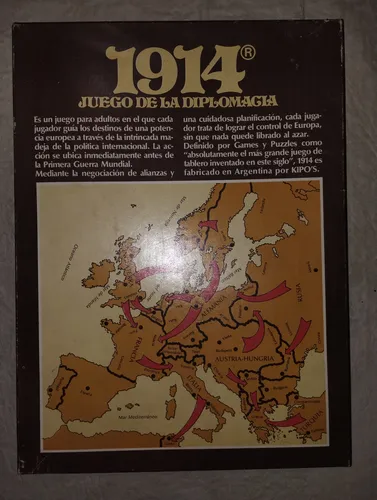 1914®
JUEGO DE LA DIPLOMACIA
Es un juego para adultos en el que cada
jugador guía los destinos de una poten-
cia europea a través de la intrincada ma-
deja de la política internacional. La ac-
ción se ubica inmediatamente antes de
la Primera Guerra Mundial.
Mediante la negociación de alianzas y
una cuidadosa planificación, cada juga-
dor trata de lograr el control de Europa,
sin que nada quede librado al azar.
Definido por Games y Puzzles como
"absolutamente el más grande juego de
tablero inventado en este siglo", 1914 es
fabricado en Argentina por KIPO'S.
ALEMANIA
RUSIA
FRANCIA
AUSTRIA-HUNGRIA
ITALIA
Mar Mediterráneo